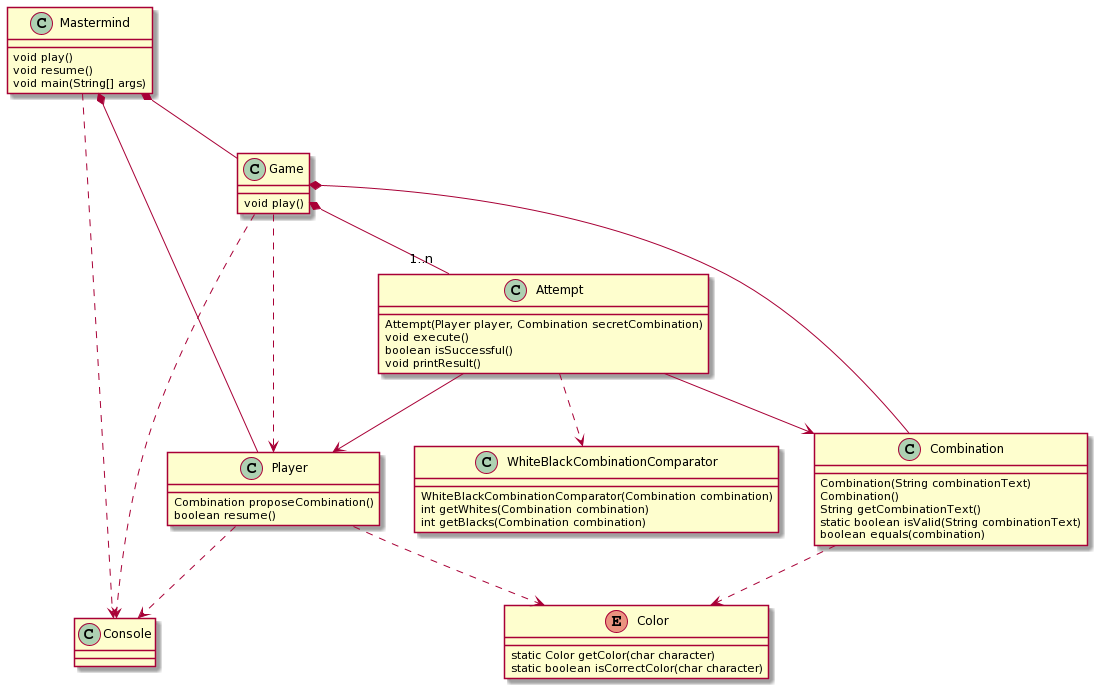 C Mastermind
void play()
void resume()
void main(String[] args)
C Game
void play()
1..n
C Attempt
Attempt(Player player, Combination secretCombination)
void execute()
boolean isSuccessful()
void printResult()
C Player
Combination proposeCombination()
boolean resume()
C WhiteBlackCombinationComparator
WhiteBlackCombinationComparator(Combination combination)
int getWhites(Combination combination)
int getBlacks(Combination combination)
C Combination
Combination(String combinationText)
Combination()
String getCombinationText()
static boolean isValid(String combinationText)
boolean equals(combination)
C Console
E Color
static Color getColor(char character)
static boolean isCorrectColor(char character)